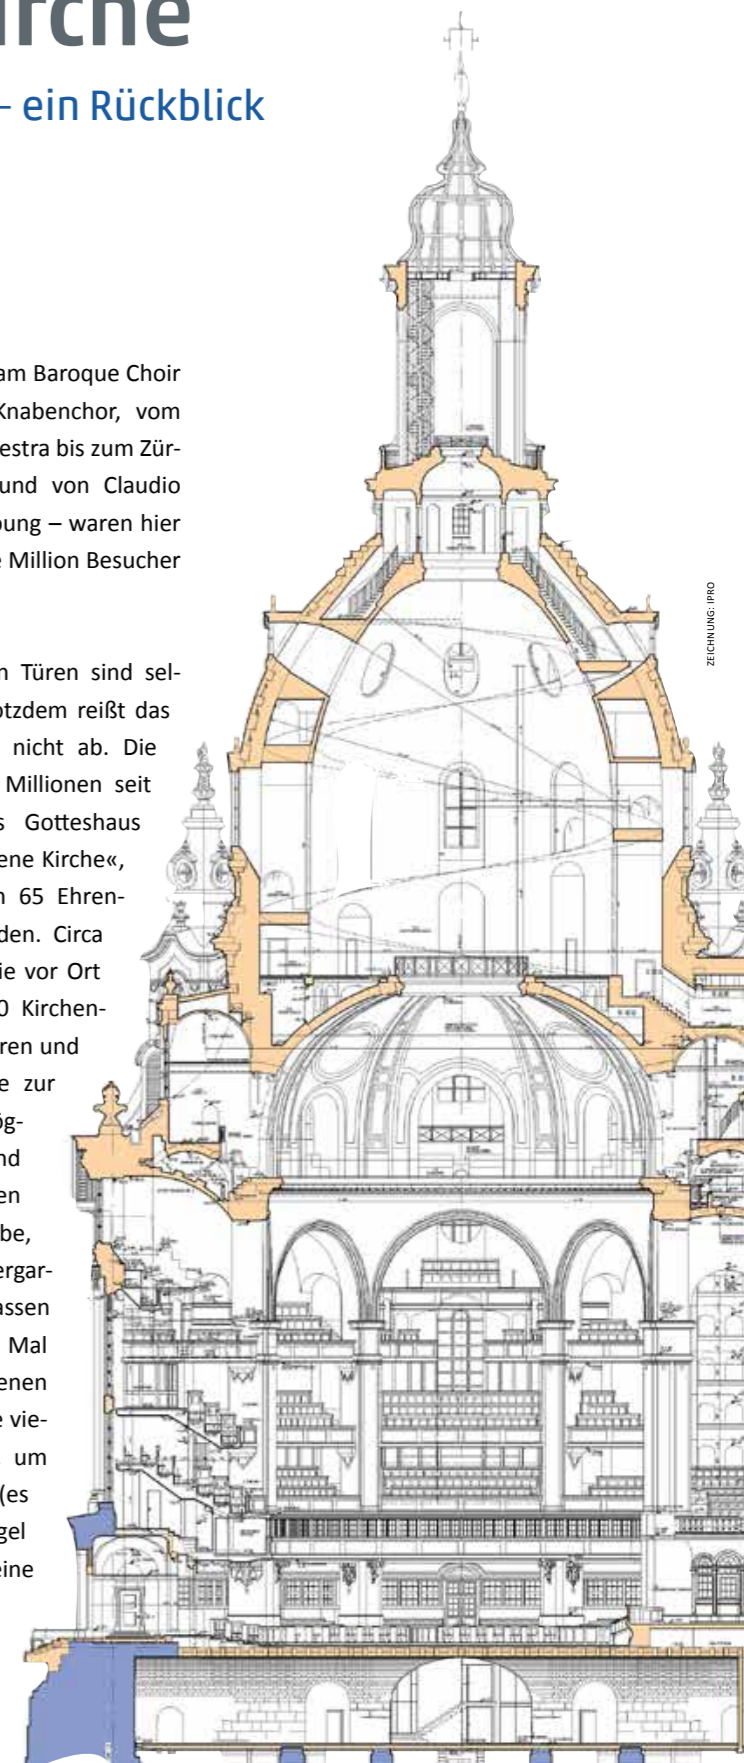 irche
– ein Rückblick
am Baroque Choir
Knabenchor, vom
estra bis zum Zür-
und von Claudio
bung – waren hier
e Million Besucher
n Türen sind sel-
otzdem reißt das
nicht ab. Die
Millionen seit
s Gotteshaus
ene Kirche«,
n 65 Ehren-
den. Circa
ie vor Ort
0 Kirchen-
ren und
e zur
ög-
nd
en
be,
ergar-
assen
Mal
enen
e vie-
um
(es
gel
eine
ZEICHNUNG: IPRO